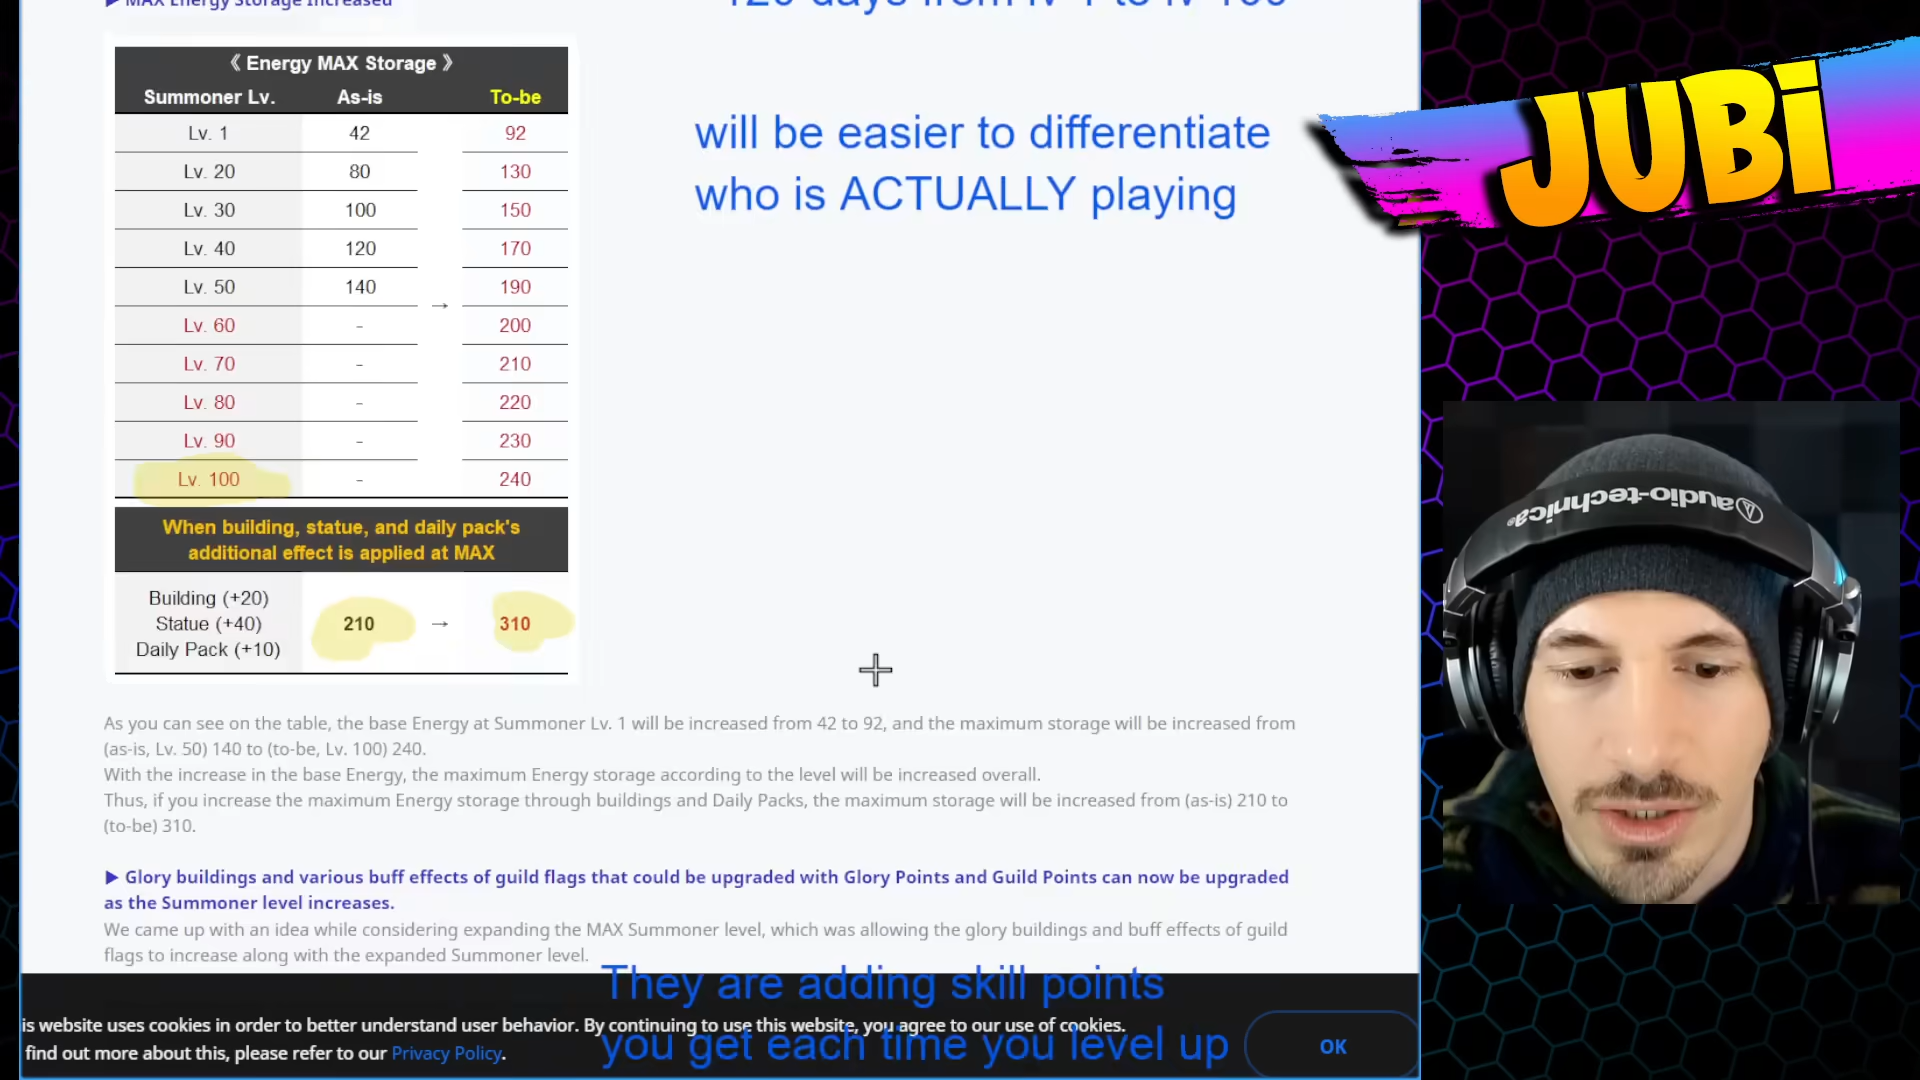 ▶ MAX Energy Storage Increased
120 days from lv 1 to lv 100
《 Energy MAX Storage 》
Summoner Lv. As-is To-be
Lv. 1 42 92
Lv. 20 80 130
Lv. 30 100 150
Lv. 40 120 170
Lv. 50 140 190
→
Lv. 60 - 200
Lv. 70 - 210
Lv. 80 - 220
Lv. 90 - 230
Lv. 100 - 240
When building, statue, and daily pack's
additional effect is applied at MAX
Building (+20)
Statue (+40) 210 → 310
Daily Pack (+10)
will be easier to differentiate
who is ACTUALLY playing
JUBi
audio-technica
As you can see on the table, the base Energy at Summoner Lv. 1 will be increased from 42 to 92, and the maximum storage will be increased from
(as-is, Lv. 50) 140 to (to-be, Lv. 100) 240.
With the increase in the base Energy, the maximum Energy storage according to the level will be increased overall.
Thus, if you increase the maximum Energy storage through buildings and Daily Packs, the maximum storage will be increased from (as-is) 210 to
(to-be) 310.
▶ Glory buildings and various buff effects of guild flags that could be upgraded with Glory Points and Guild Points can now be upgraded
as the Summoner level increases.
We came up with an idea while considering expanding the MAX Summoner level, which was allowing the glory buildings and buff effects of guild
flags to increase along with the expanded Summoner level.
They are adding skill points
you get each time you level up
is website uses cookies in order to better understand user behavior. By continuing to use this website, you agree to our use of cookies.
find out more about this, please refer to our Privacy Policy.
OK